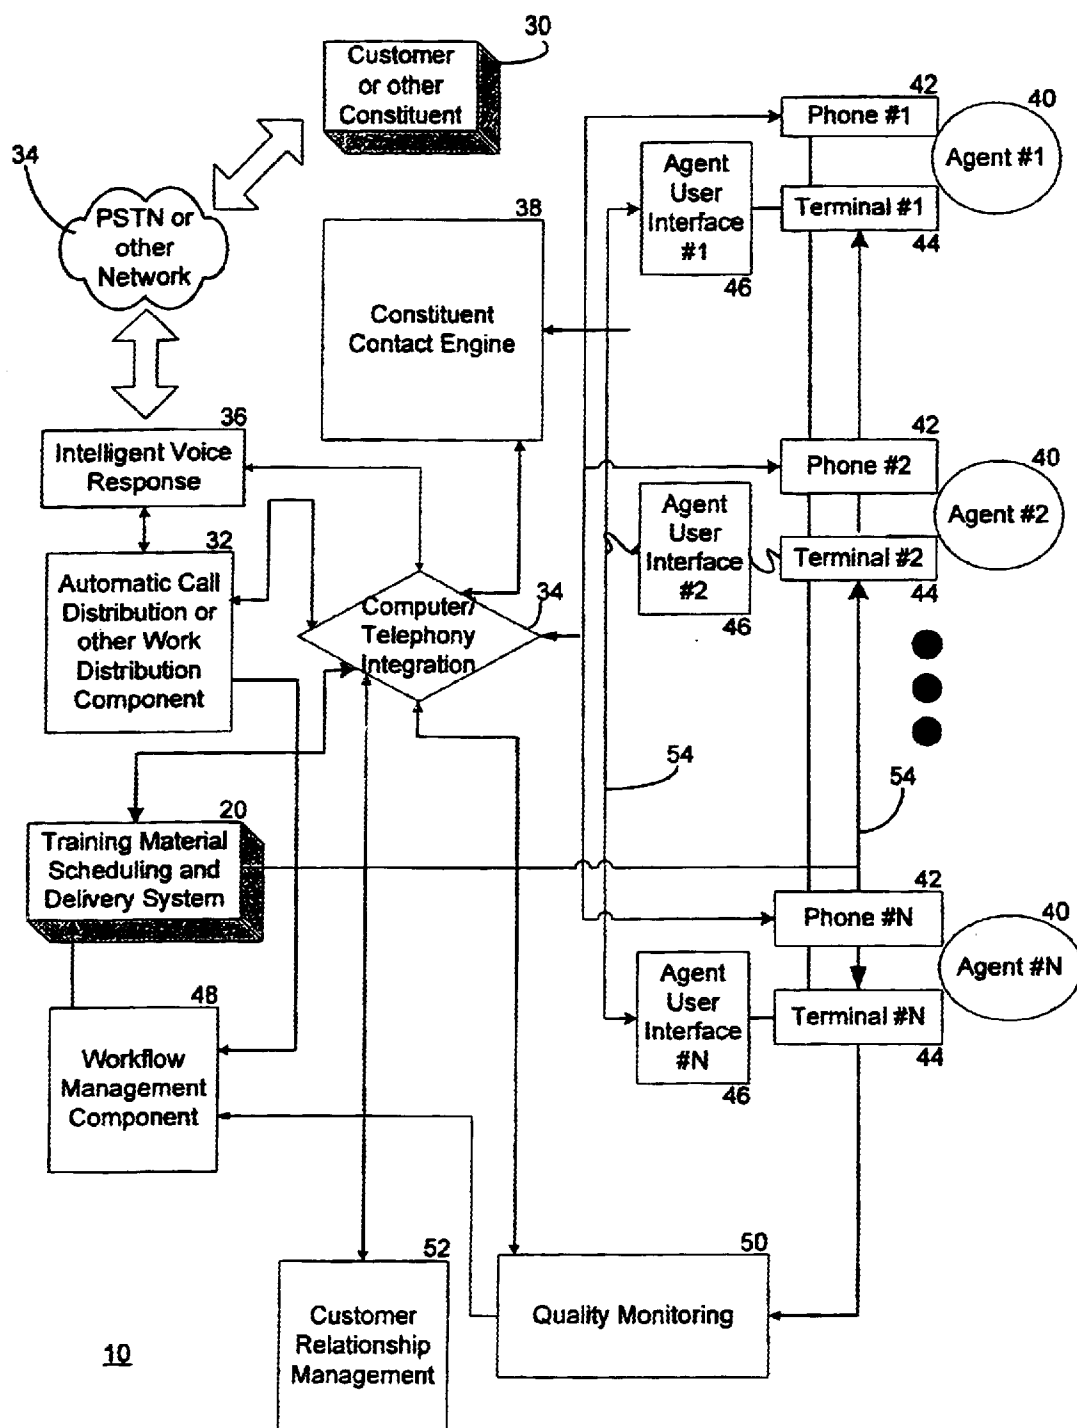 30
Customer
or other
Constituent
34
PSTN or
other
Network
38
Constituent
Contact Engine
36
Intelligent Voice
Response
32
Automatic Call
Distribution or
other Work
Distribution
Component
Computer/
Telephony
Integration
34
20
Training Material
Scheduling and
Delivery System
48
Workflow
Management
Component
52
Customer
Relationship
Management
50
Quality Monitoring
10
42
Phone #1
40
Agent #1
Agent
User
Interface
#1
46
Terminal #1
44
42
Phone #2
40
Agent #2
Agent
User
Interface
#2
46
Terminal #2
44
54
54
42
Phone #N
40
Agent #N
Agent
User
Interface
#N
46
Terminal #N
44